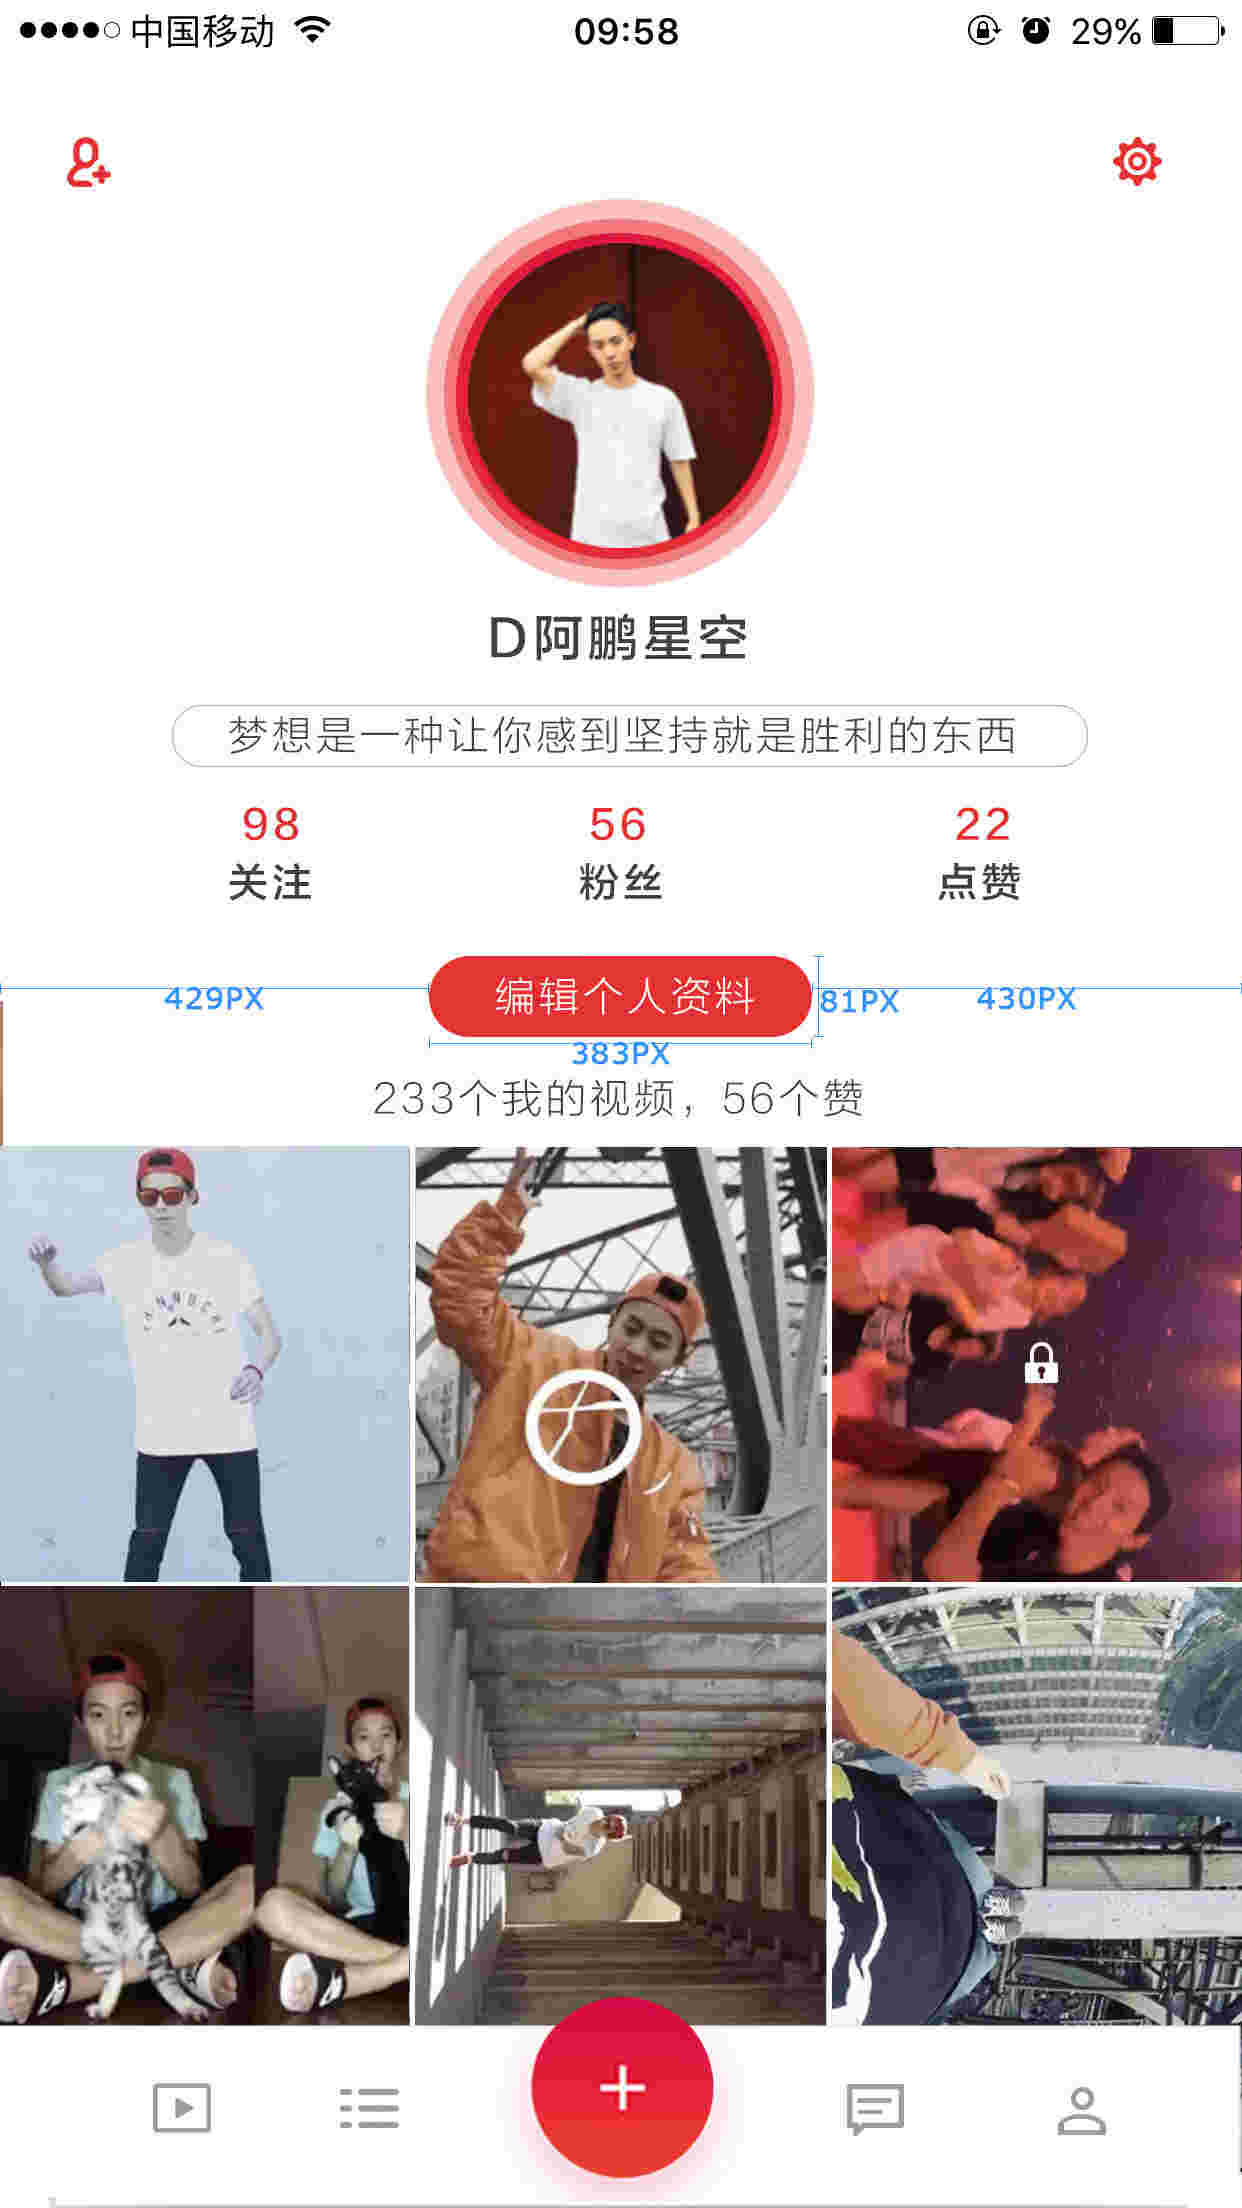 中国移动 09:58 29%
D阿鹏星空
梦想是一种让你感到坚持就是胜利的东西
98 56 22
关注 粉丝 点赞
429PX 编辑个人资料 81PX 430PX
383PX
233个我的视频，56个赞